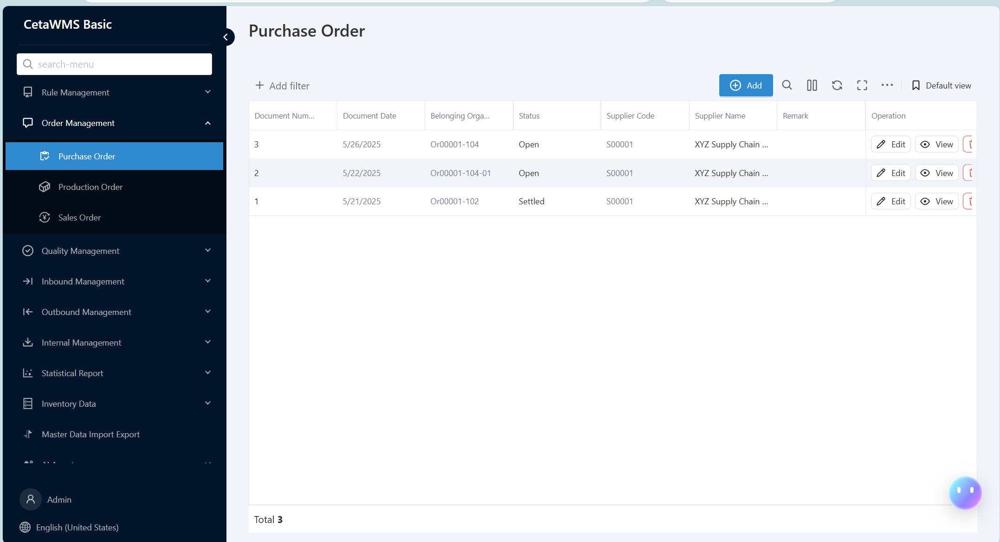 CetaWMS Basic
search-menu
Rule Management
Order Management
Purchase Order
Production Order
Sales Order
Quality Management
Inbound Management
Outbound Management
Internal Management
Statistical Report
Inventory Data
Master Data Import Export
Admin
English (United States)
Purchase Order
Add filter
Add
Default view
Document Num... Document Date Belonging Orga... Status Supplier Code Supplier Name Remark Operation
3 5/26/2025 Or00001-104 Open S00001 XYZ Supply Chain ... Edit View
2 5/22/2025 Or00001-104-01 Open S00001 XYZ Supply Chain ... Edit View
1 5/21/2025 Or00001-102 Settled S00001 XYZ Supply Chain ... Edit View
Total 3